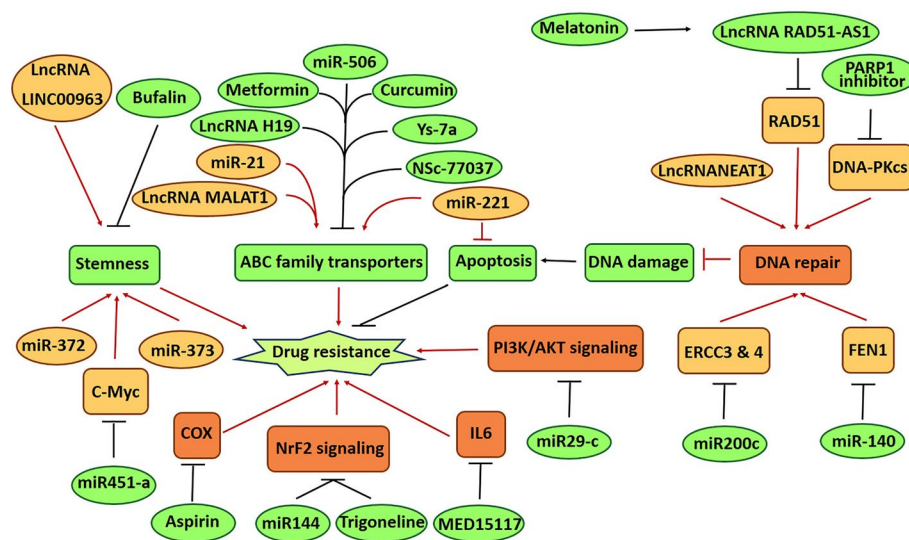 Melatonin
LncRNA RAD51-AS1
miR-506
LncRNA
LINC00963
Bufalin
Metformin
Curcumin
PARP1
inhibitor
LncRNA H19
Ys-7a
RAD51
miR-21
NSc-77037
LncRNANEAT1
DNA-PKcs
LncRNA MALAT1
miR-221
Stemness
ABC family transporters
Apoptosis
DNA damage
DNA repair
miR-372
miR-373
Drug resistance
PI3K/AKT signaling
ERCC3 & 4
FEN1
C-Myc
COX
NrF2 signaling
IL6
miR29-c
miR200c
miR-140
miR451-a
Aspirin
miR144
Trigoneline
MED15117